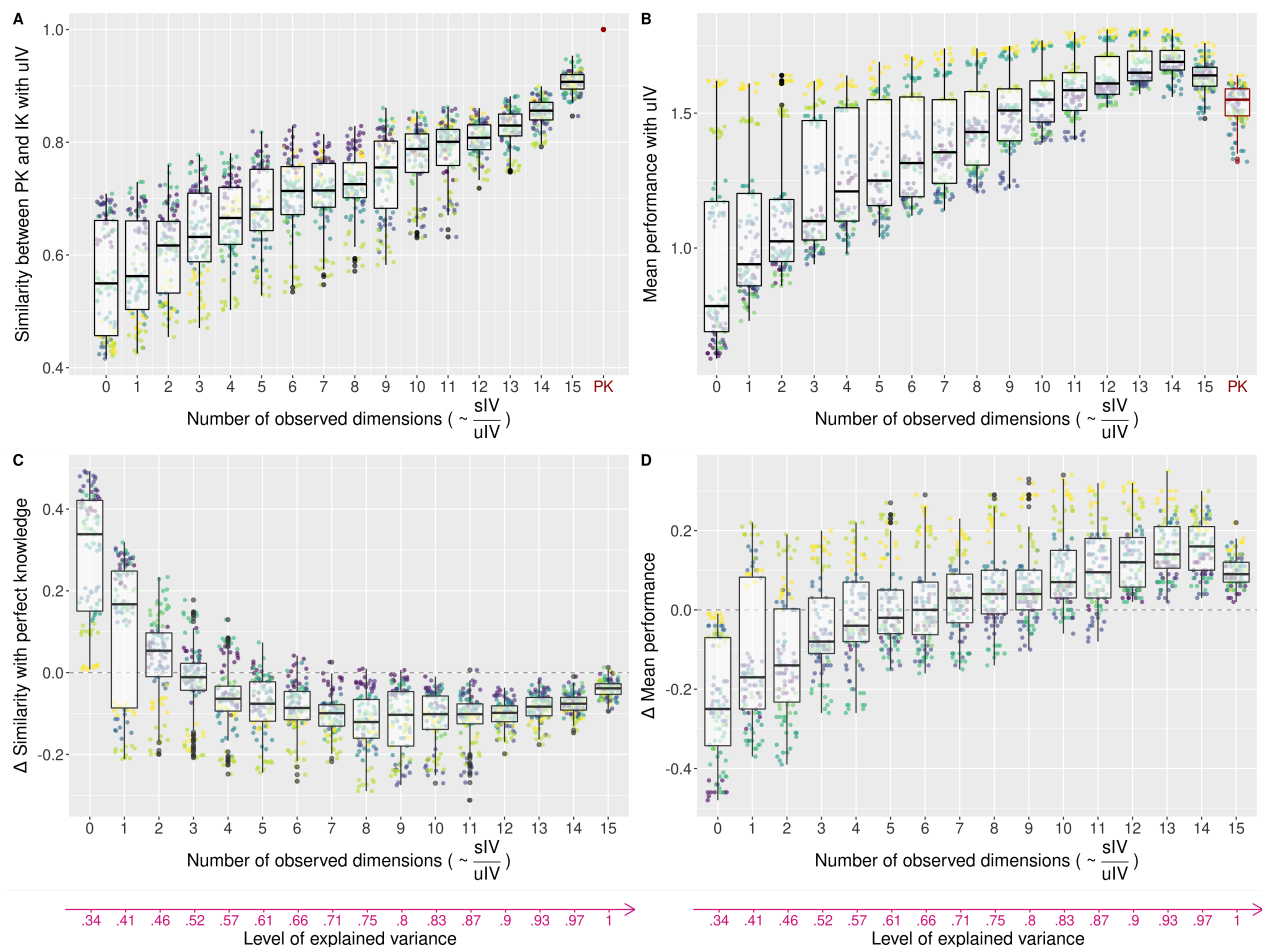 A
Similarity between PK and IK with uIV
1.0
0.8
0.6
0.4
0 1 2 3 4 5 6 7 8 9 10 11 12 13 14 15 PK
Number of observed dimensions ( ~ sIV
uIV )
B
Mean performance with uIV
1.5
1.0
0 1 2 3 4 5 6 7 8 9 10 11 12 13 14 15 PK
Number of observed dimensions ( ~ sIV
uIV )
C
Δ Similarity with perfect knowledge
0.4
0.2
0.0
-0.2
0 1 2 3 4 5 6 7 8 9 10 11 12 13 14 15
Number of observed dimensions ( ~ sIV
uIV )
D
Δ Mean performance
0.2
0.0
-0.2
-0.4
0 1 2 3 4 5 6 7 8 9 10 11 12 13 14 15
Number of observed dimensions ( ~ sIV
uIV )
.34 .41 .46 .52 .57 .61 .66 .71 .75 .8 .83 .87 .9 .93 .97 1
Level of explained variance
.34 .41 .46 .52 .57 .61 .66 .71 .75 .8 .83 .87 .9 .93 .97 1
Level of explained variance